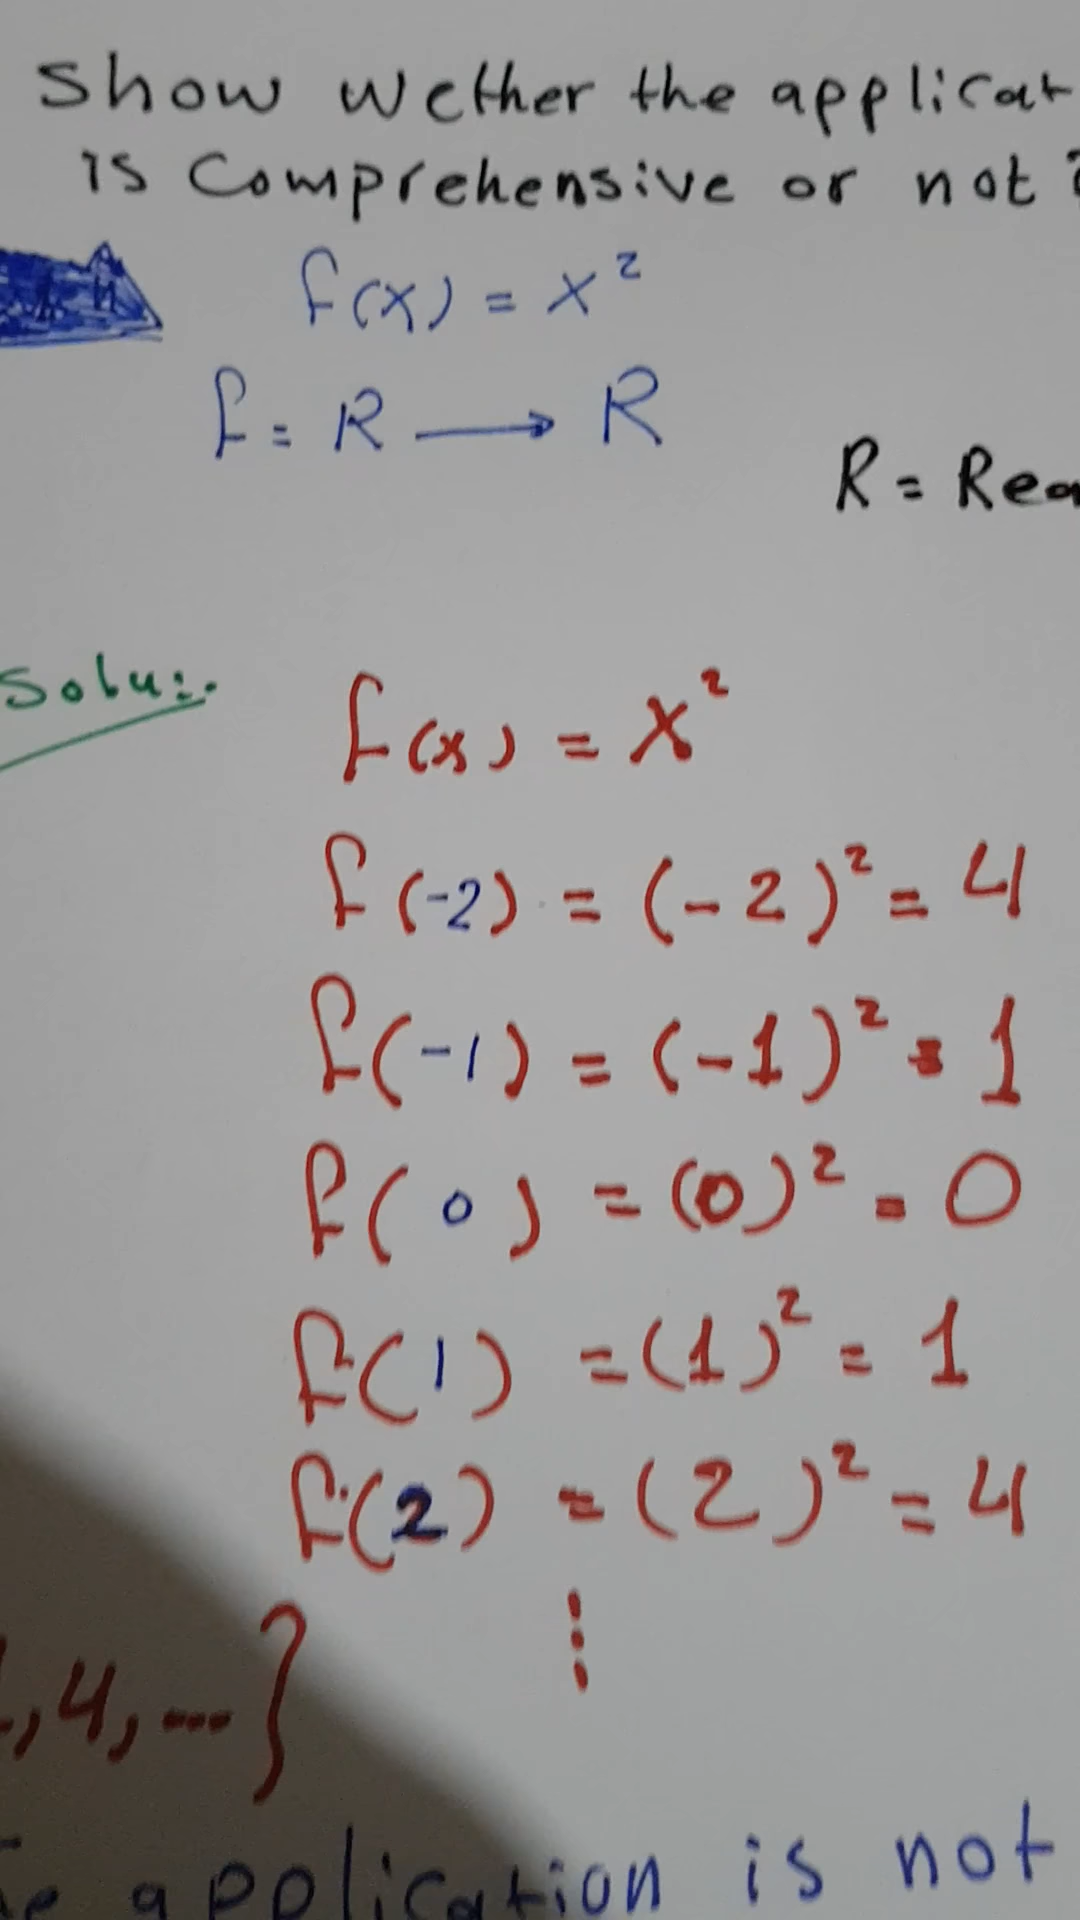 Show wether the applicat
is Comprehensive or not ?
f(x) = x²
f = R → R
R = Rea
Solu:.
f(x) = x²
f(-2) = (-2)² = 4
f(-1) = (-1)² = 1
f(0) = (0)² = 0
f(1) = (1)² = 1
f(2) = (2)² = 4
⋮
,4,...}
application is not